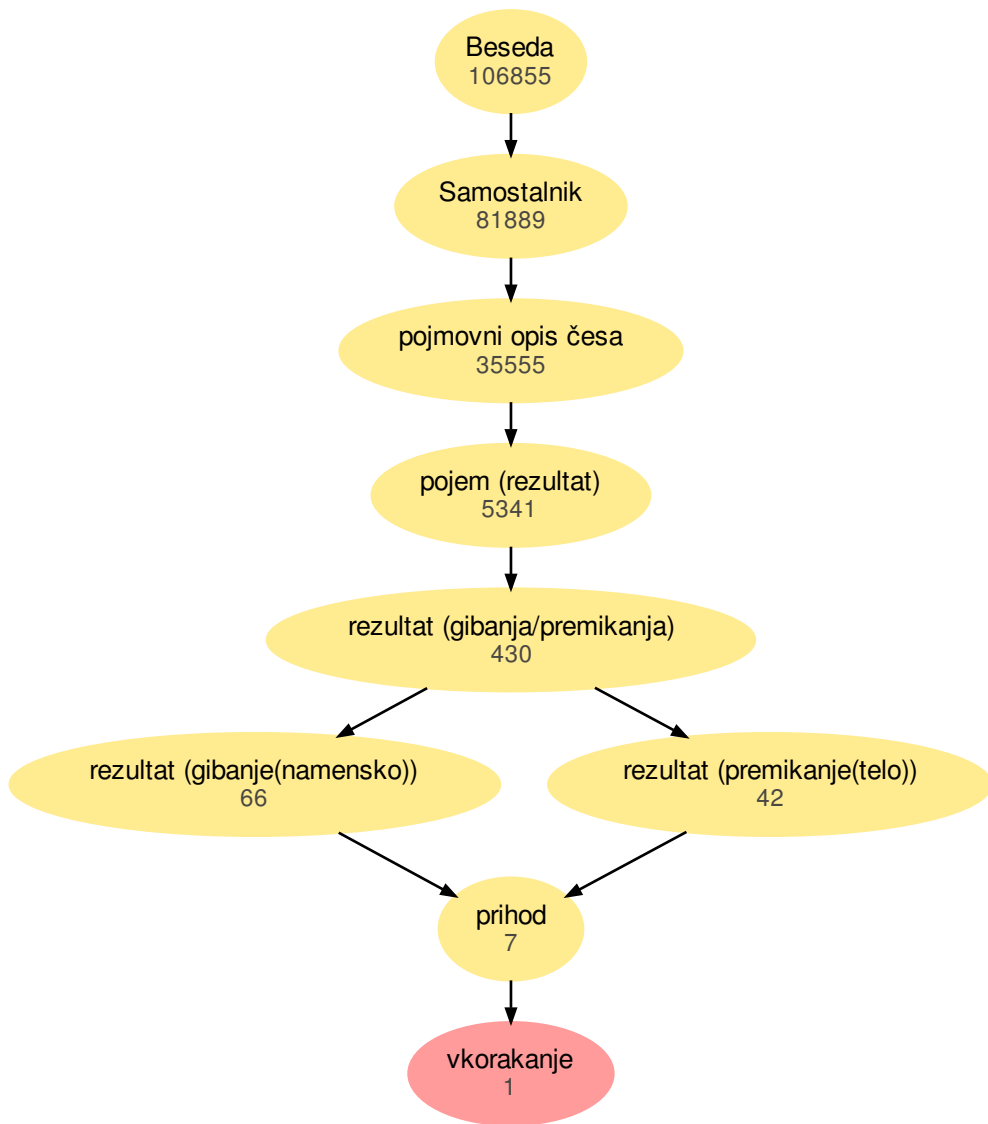 Beseda
106855
Samostalnik
81889
pojmovni opis česa
35555
pojem (rezultat)
5341
rezultat (gibanja/premikanja)
430
rezultat (gibanje(namensko))
66
rezultat (premikanje(telo))
42
prihod
7
vkorakanje
1